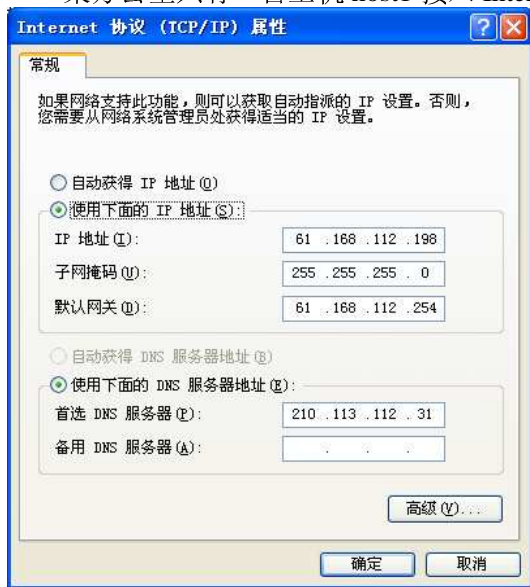 Internet 协议 (TCP/IP) 属性
常规
如果网络支持此功能，则可以获取自动指派的 IP 设置。否则，
您需要从网络系统管理员处获得适当的 IP 设置。
自动获得 IP 地址(O)
使用下面的 IP 地址(S):
IP 地址(I): 61 .168 .112 .198
子网掩码(U): 255 .255 .255 . 0
默认网关(D): 61 .168 .112 .254
自动获得 DNS 服务器地址(B)
使用下面的 DNS 服务器地址(E):
首选 DNS 服务器(P): 210 .113 .112 . 31
备用 DNS 服务器(A): . . .
高级(V)...
确定 取消